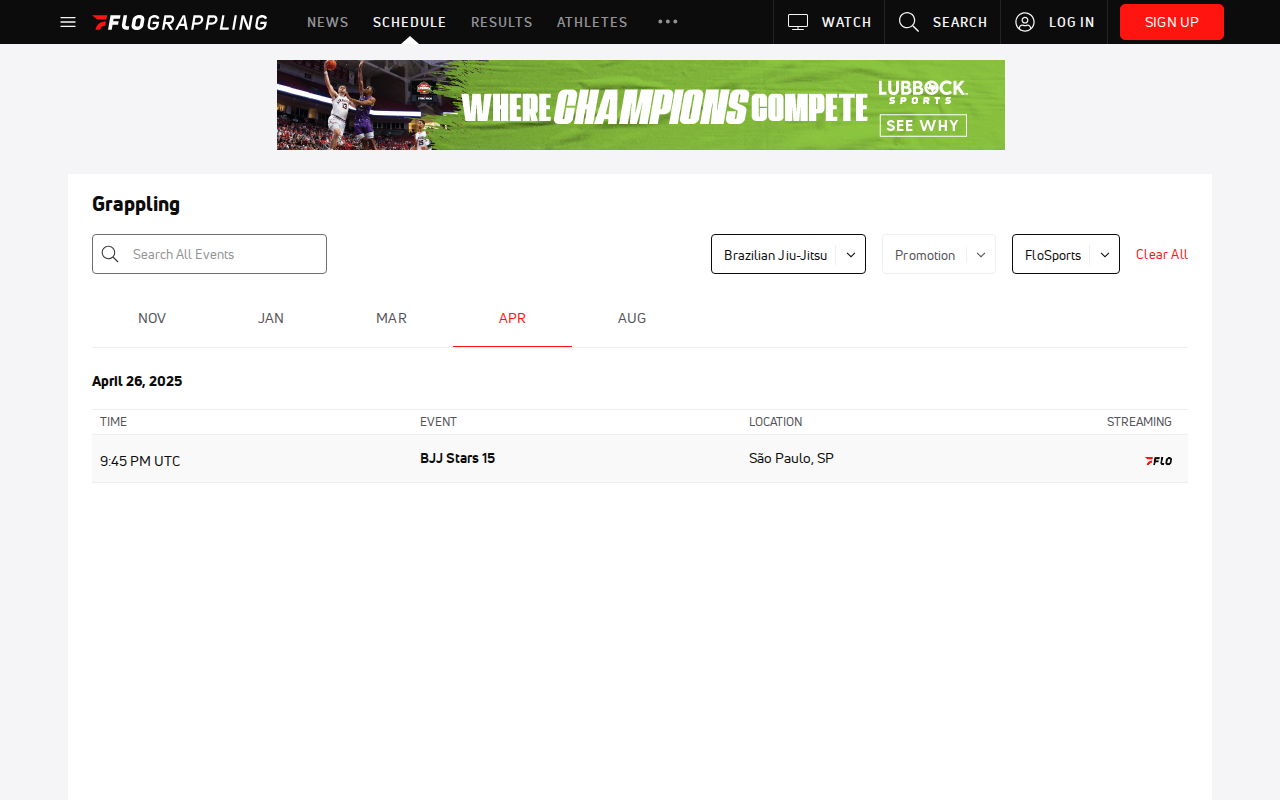 FLOGRAPPLING NEWS SCHEDULE RESULTS ATHLETES WATCH SEARCH LOG IN SIGN UP
WHERE CHAMPIONS COMPETE LUBBOCK SPORTS SEE WHY
Grappling
Search All Events Brazilian Jiu-Jitsu Promotion FloSports Clear All
NOV JAN MAR APR AUG
April 26, 2025
TIME EVENT LOCATION STREAMING
9:45 PM UTC BJJ Stars 15 São Paulo, SP FLO